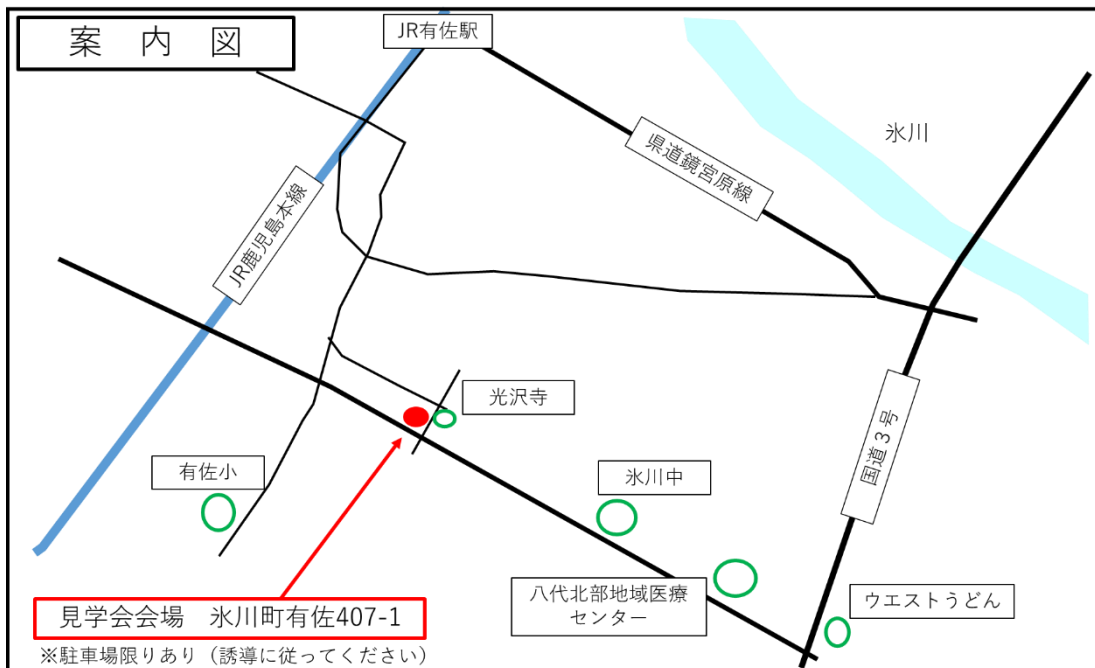 案 内 図
JR有佐駅
氷川
県道鏡宮原線
JR鹿児島本線
光沢寺
国道３号
有佐小
氷川中
八代北部地域医療
センター
ウエストうどん
見学会会場　氷川町有佐407-1
※駐車場限りあり（誘導に従ってください）